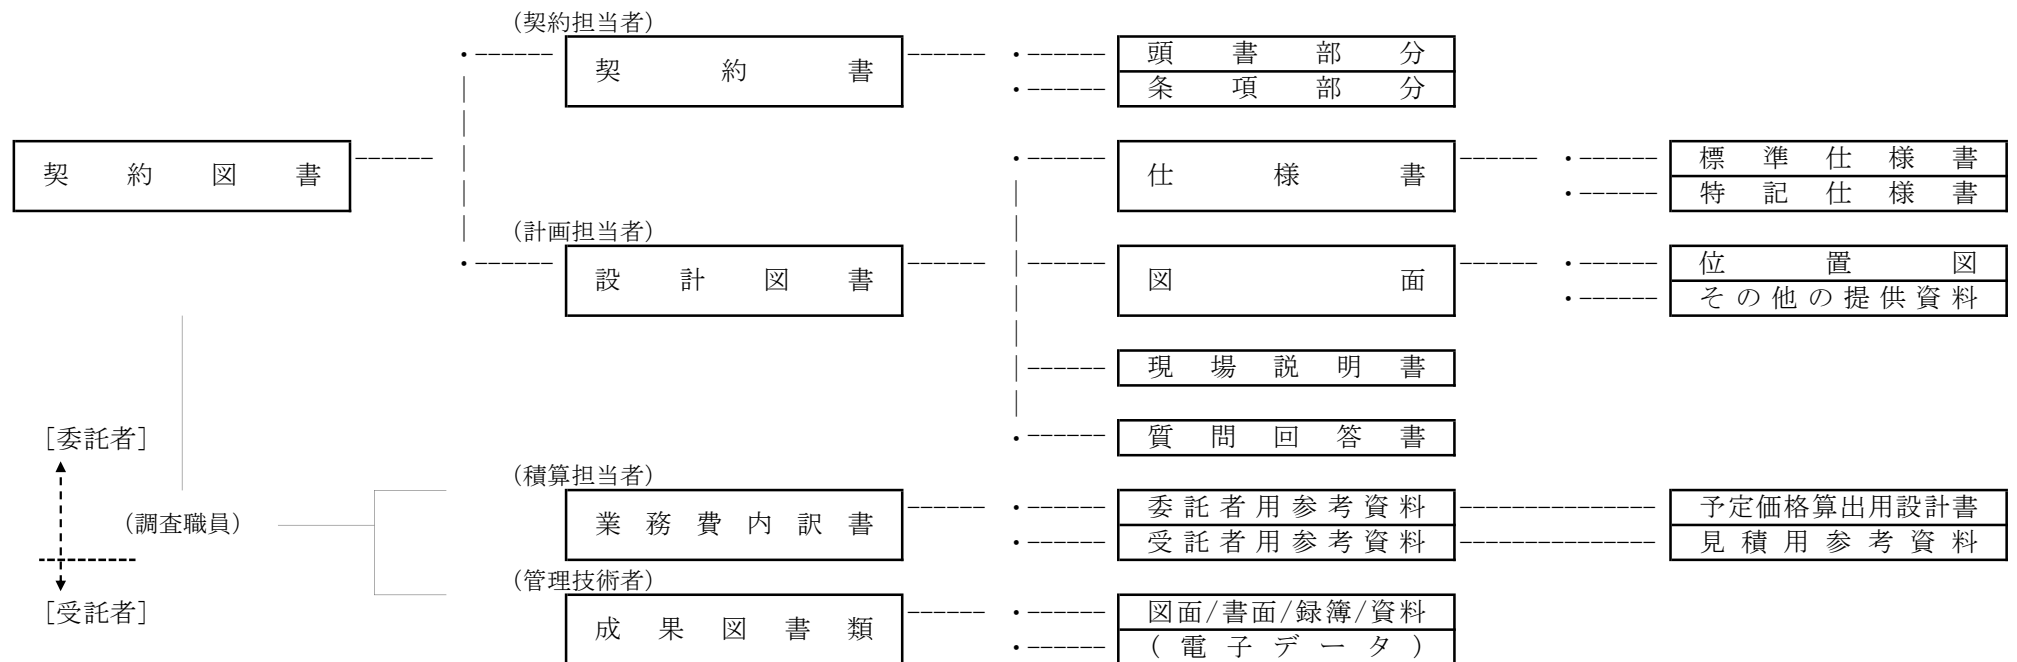 (契約担当者)
契約書
頭書部分
条項部分
契約図書
仕様書
標準仕様書
特記仕様書
(計画担当者)
設計図書
図面
位置図
その他の提供資料
現場説明書
質問回答書
[委託者]
(調査職員)
[受託者]
(積算担当者)
業務費内訳書
委託者用参考資料
予定価格算出用設計書
受託者用参考資料
見積用参考資料
(管理技術者)
成果図書類
図面/書面/録簿/資料
(電子データ)